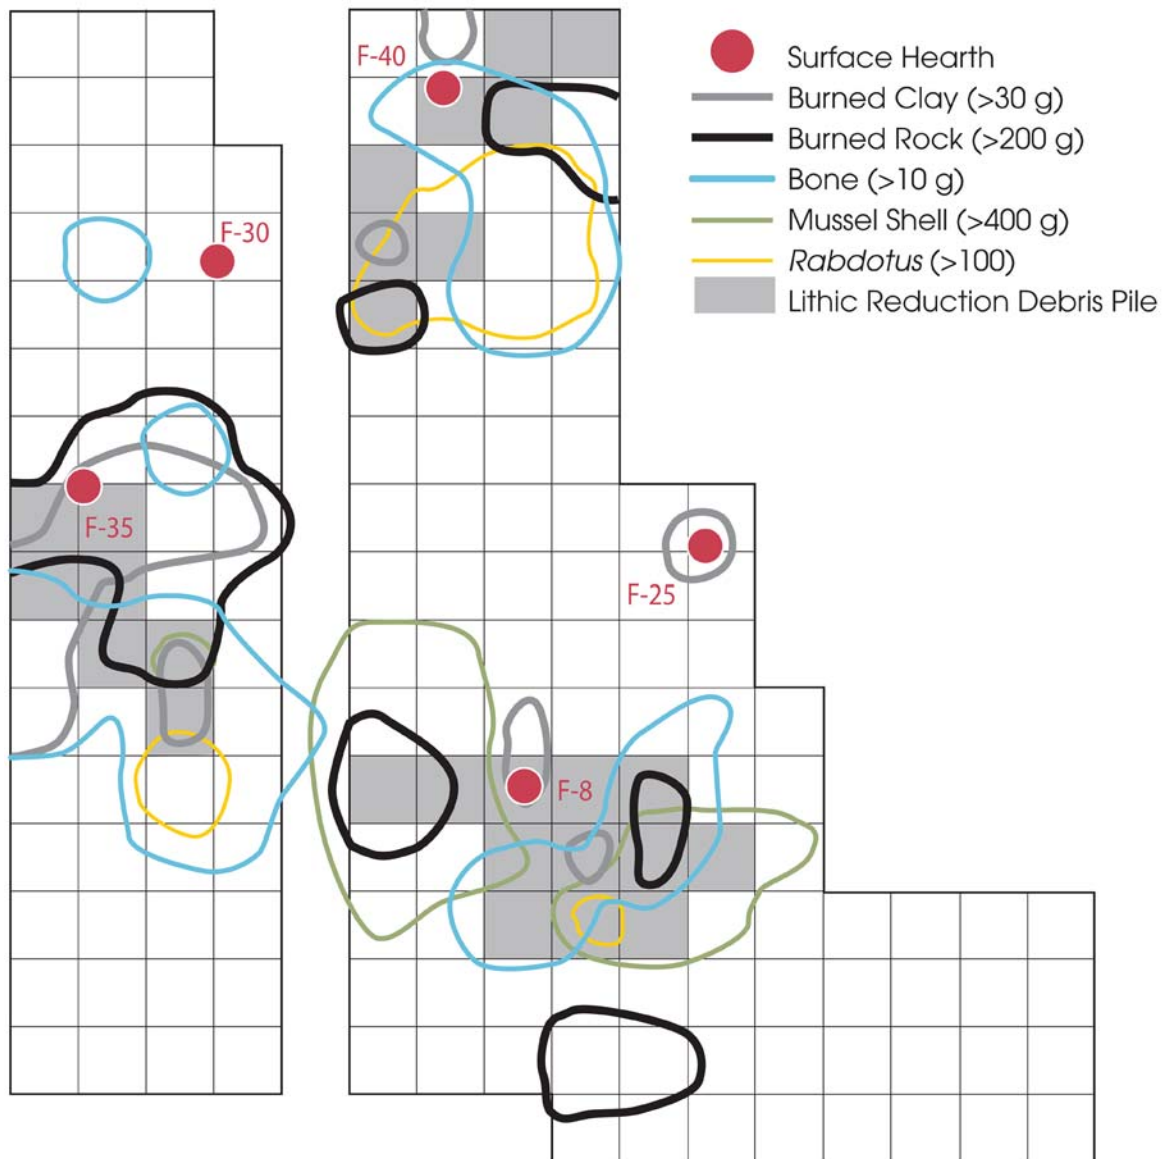 F-40
F-30
F-35
F-25
F-8
Surface Hearth
Burned Clay (>30 g)
Burned Rock (>200 g)
Bone (>10 g)
Mussel Shell (>400 g)
Rabdotus (>100)
Lithic Reduction Debris Pile